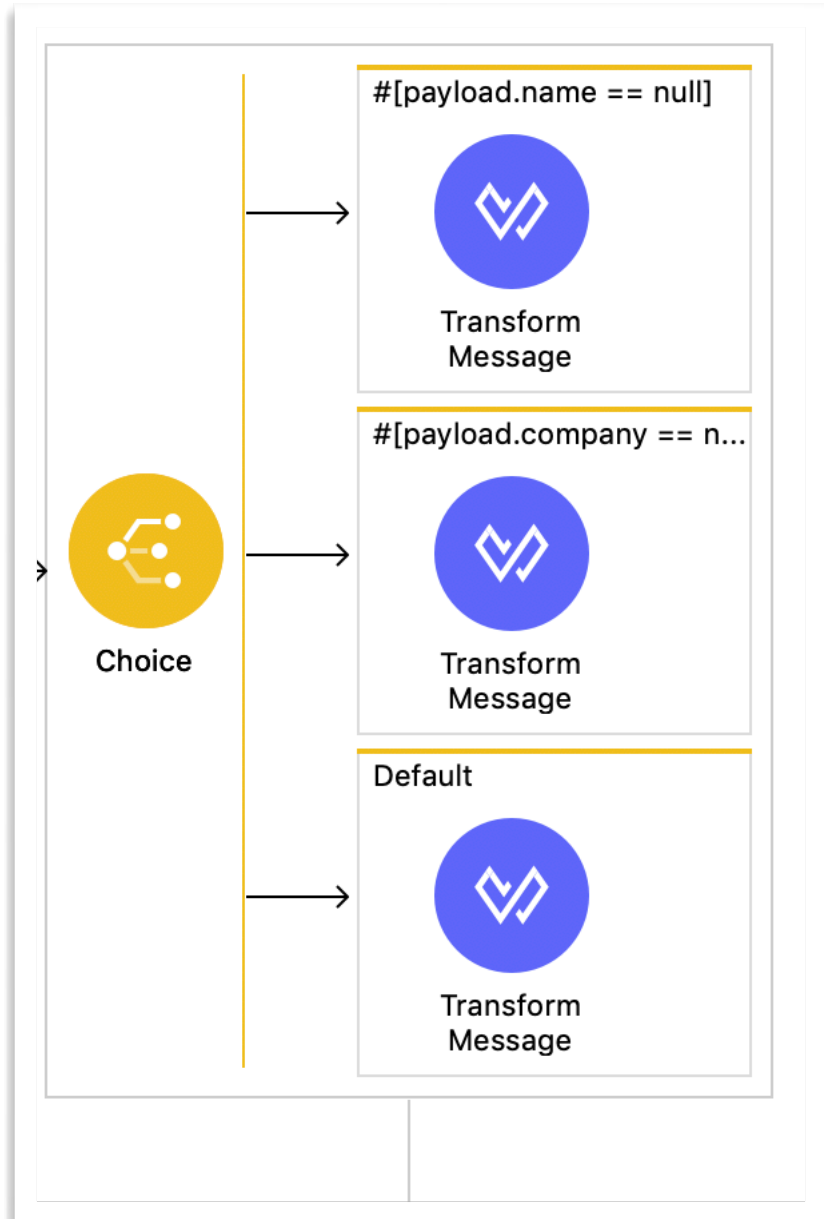 #[payload.name == null]
Transform
Message
#[payload.company == n...
Transform
Message
Choice
Default
Transform
Message